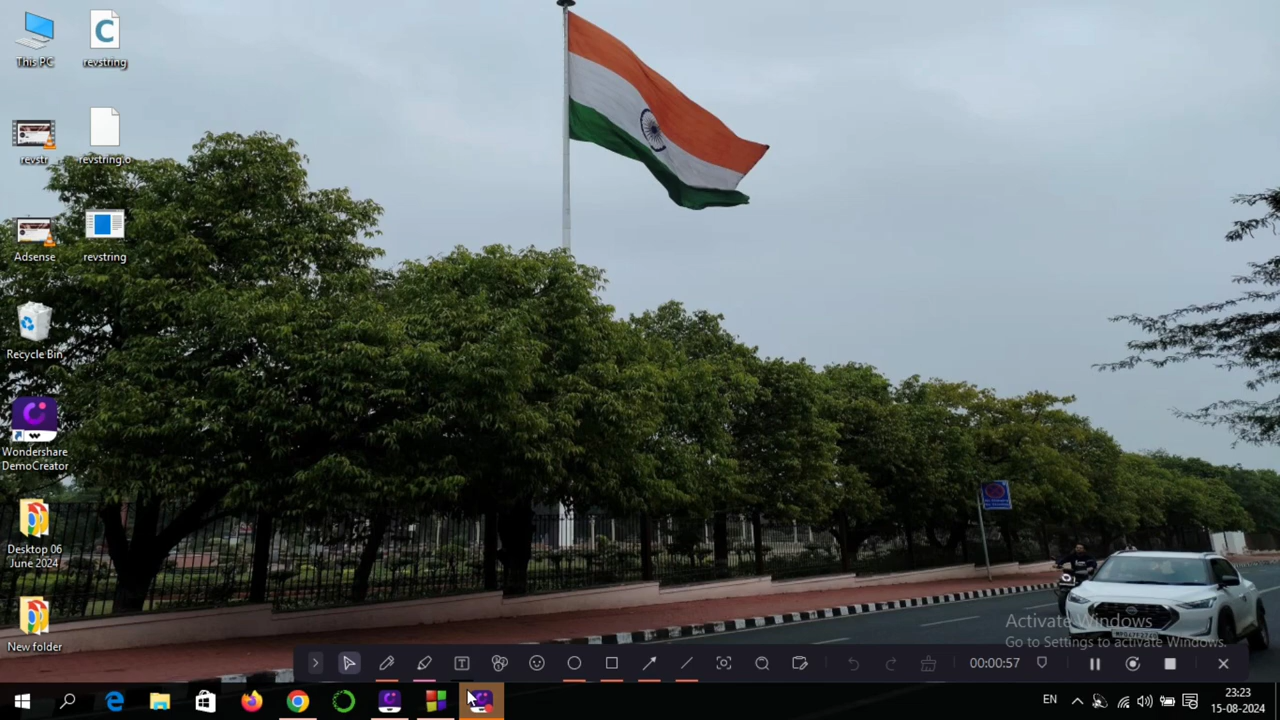 This PC
revstring
revstr
revstring.o
Adsense
revstring
Recycle Bin
Wondershare
DemoCreator
Desktop 06
June 2024
New folder
Activate Windows
Go to Settings to activate Windows.
00:00:57
EN
23:23
15-08-2024